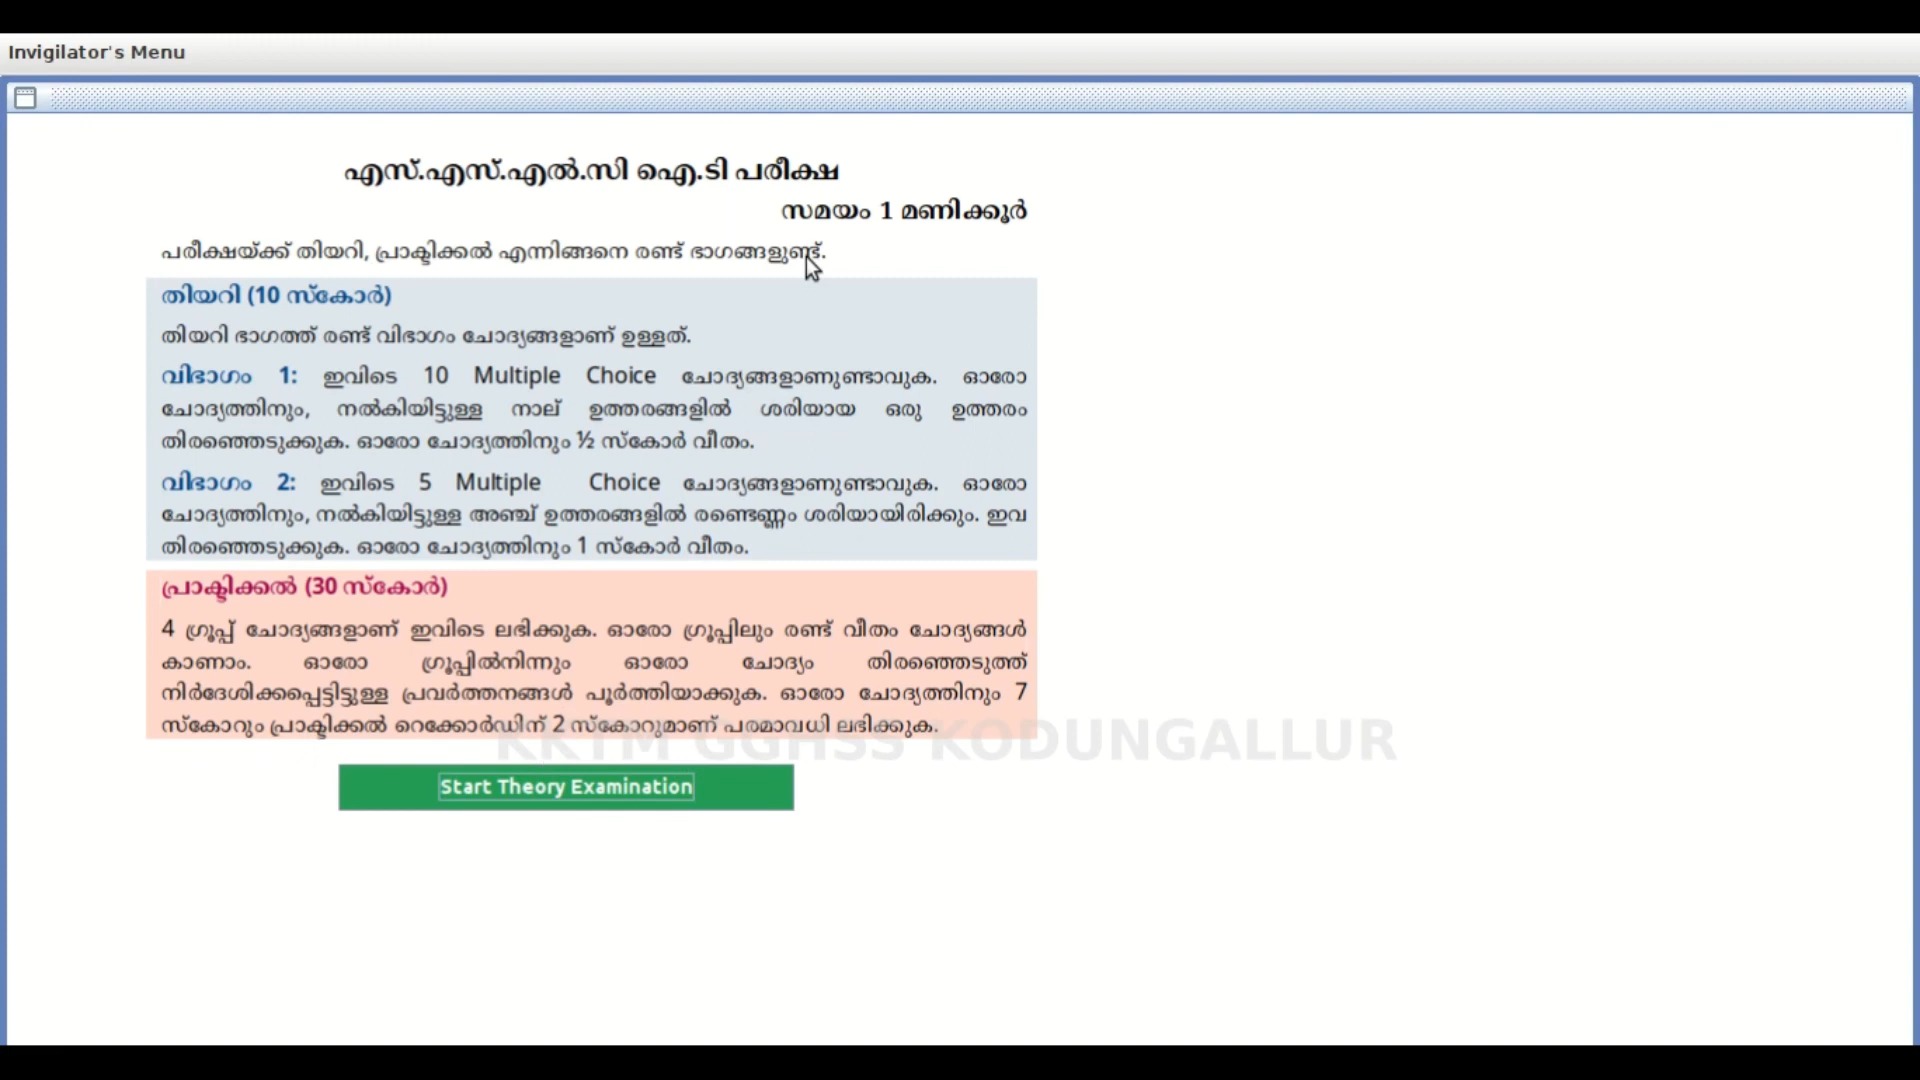 Invigilator's Menu
എസ്.എസ്.എൽ.സി ഐ.ടി പരീക്ഷ
സമയം 1 മണിക്കൂർ
പരീക്ഷയ്ക്ക് തിയറി, പ്രാക്ടിക്കൽ എന്നിങ്ങനെ രണ്ട് ഭാഗങ്ങളുണ്ട്.
തിയറി (10 സ്കോർ)
തിയറി ഭാഗത്ത് രണ്ട് വിഭാഗം ചോദ്യങ്ങളാണ് ഉള്ളത്.
വിഭാഗം 1: ഇവിടെ 10 Multiple Choice ചോദ്യങ്ങളാണുണ്ടാവുക. ഓരോ
ചോദ്യത്തിനും, നൽകിയിട്ടുള്ള നാല് ഉത്തരങ്ങളിൽ ശരിയായ ഒരു ഉത്തരം
തിരഞ്ഞെടുക്കുക. ഓരോ ചോദ്യത്തിനും ½ സ്കോർ വീതം.
വിഭാഗം 2: ഇവിടെ 5 Multiple Choice ചോദ്യങ്ങളാണുണ്ടാവുക. ഓരോ
ചോദ്യത്തിനും, നൽകിയിട്ടുള്ള അഞ്ച് ഉത്തരങ്ങളിൽ രണ്ടെണ്ണം ശരിയായിരിക്കും. ഇവ
തിരഞ്ഞെടുക്കുക. ഓരോ ചോദ്യത്തിനും 1 സ്കോർ വീതം.
പ്രാക്ടിക്കൽ (30 സ്കോർ)
4 ഗ്രൂപ്പ് ചോദ്യങ്ങളാണ് ഇവിടെ ലഭിക്കുക. ഓരോ ഗ്രൂപ്പിലും രണ്ട് വീതം ചോദ്യങ്ങൾ
കാണാം. ഓരോ ഗ്രൂപ്പിൽനിന്നും ഓരോ ചോദ്യം തിരഞ്ഞെടുത്ത്
നിർദേശിക്കപ്പെട്ടിട്ടുള്ള പ്രവർത്തനങ്ങൾ പൂർത്തിയാക്കുക. ഓരോ ചോദ്യത്തിനും 7
സ്കോറും പ്രാക്ടിക്കൽ റെക്കോർഡിന് 2 സ്കോറുമാണ് പരമാവധി ലഭിക്കുക.
KKTM GGHSS KODUNGALLUR
Start Theory Examination